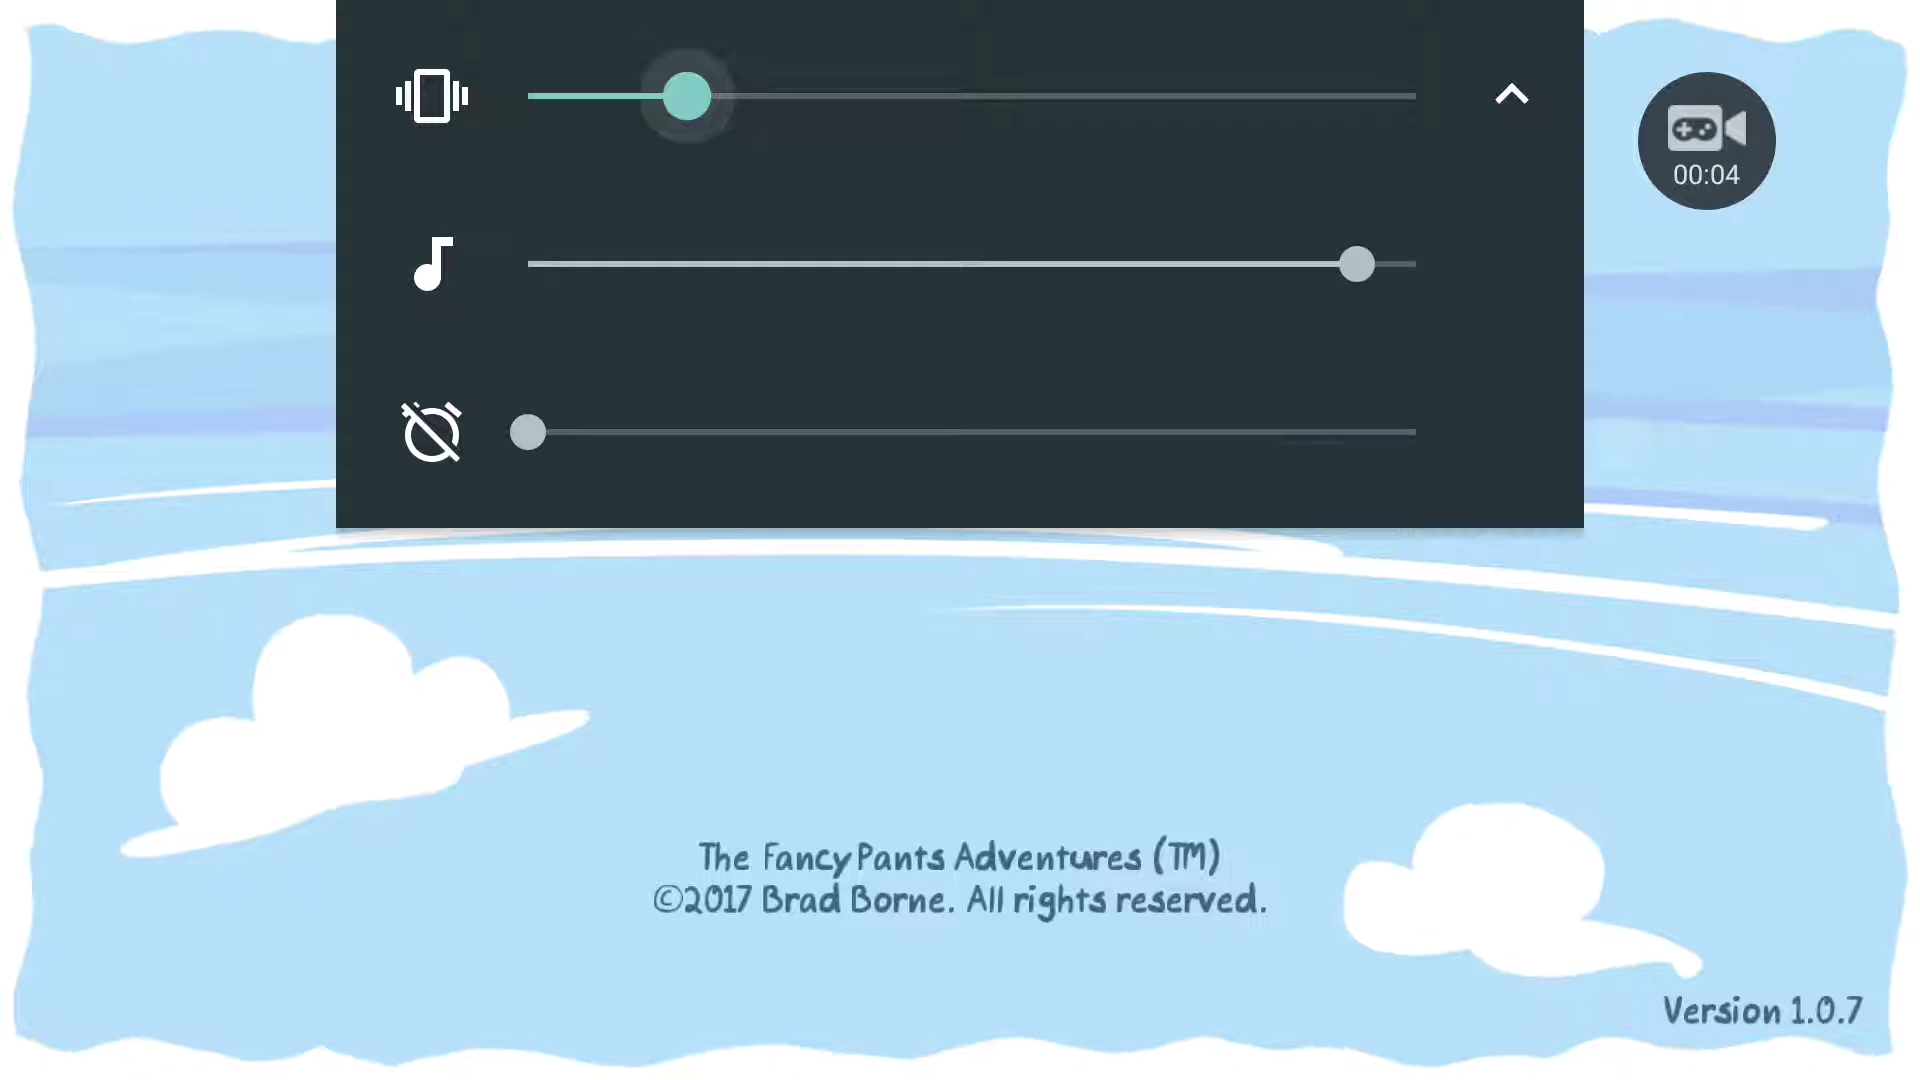 00:04
The Fancy Pants Adventures (TM)
©2017 Brad Borne. All rights reserved.
Version 1.0.7